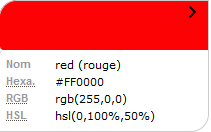 Nom red (rouge)
Hexa. #FF0000
RGB rgb(255,0,0)
HSL hsl(0,100%,50%)